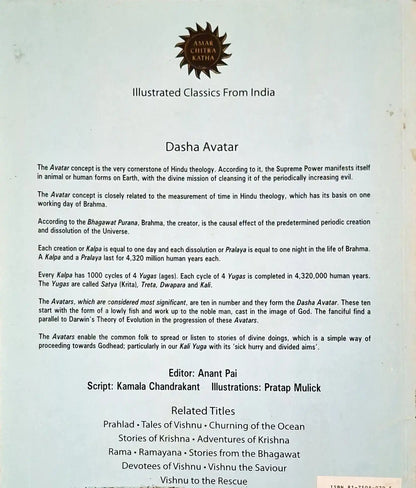 AMAR
CHITRA
KATHA
Illustrated Classics From India
Dasha Avatar
The Avatar concept is the very cornerstone of Hindu theology. According to it, the Supreme Power manifests itself
in animal or human forms on Earth, with the divine mission of cleansing it of the periodically increasing evil.
The Avatar concept is closely related to the measurement of time in Hindu theology, which has its basis on one
working day of Brahma.
According to the Bhagawat Purana, Brahma, the creator, is the causal effect of the predetermined periodic creation
and dissolution of the Universe.
Each creation or Kalpa is equal to one day and each dissolution or Pralaya is equal to one night in the life of Brahma.
A Kalpa and a Pralaya last for 4,320 million human years each.
Every Kalpa has 1000 cycles of 4 Yugas (ages). Each cycle of 4 Yugas is completed in 4,320,000 human years.
The Yugas are called Satya (Krita), Treta, Dwapara and Kali.
The Avatars, which are considered most significant, are ten in number and they form the Dasha Avatar. These ten
start with the form of a lowly fish and work up to the noble man, cast in the image of God. The fanciful find a
parallel to Darwin's Theory of Evolution in the progression of these Avatars.
The Avatars enable the common folk to spread or listen to stories of divine doings, which is a simple way of
proceeding towards Godhead; particularly in our Kali Yuga with its 'sick hurry and divided aims'.
Editor: Anant Pai
Script: Kamala Chandrakant Illustrations: Pratap Mulick
Related Titles
Prahlad • Tales of Vishnu • Churning of the Ocean
Stories of Krishna • Adventures of Krishna
Rama • Ramayana • Stories from the Bhagawat
Devotees of Vishnu • Vishnu the Saviour
Vishnu to the Rescue
ISBN